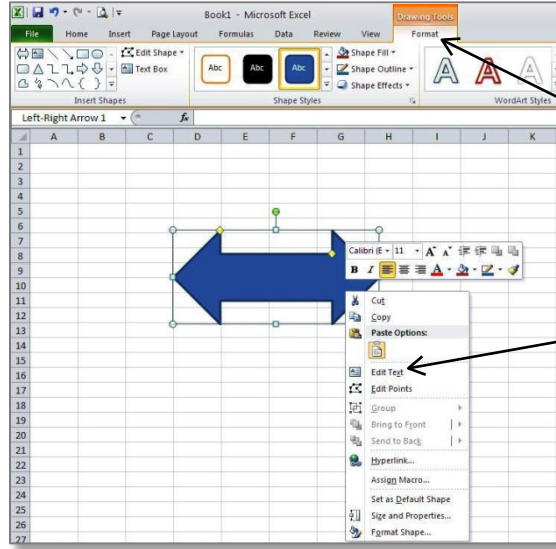 Book1 - Microsoft Excel
Drawing Tools
File Home Insert Page Layout Formulas Data Review View Format
Edit Shape
Text Box
Abc Abc Abc
Shape Fill
Shape Outline
Shape Effects
A A A
Insert Shapes Shape Styles WordArt Styles
Left-Right Arrow 1 fx
A B C D E F G H I J K
1
2
3
4
5
6
7
8
9
10
11
12
13
14
15
16
17
18
19
20
21
22
23
24
25
26
27
Calibri (E 11 A A
B I A
Cut
Copy
Paste Options:
Edit Text
Edit Points
Group
Bring to Front
Send to Back
Hyperlink...
Assign Macro...
Set as Default Shape
Size and Properties...
Format Shape...